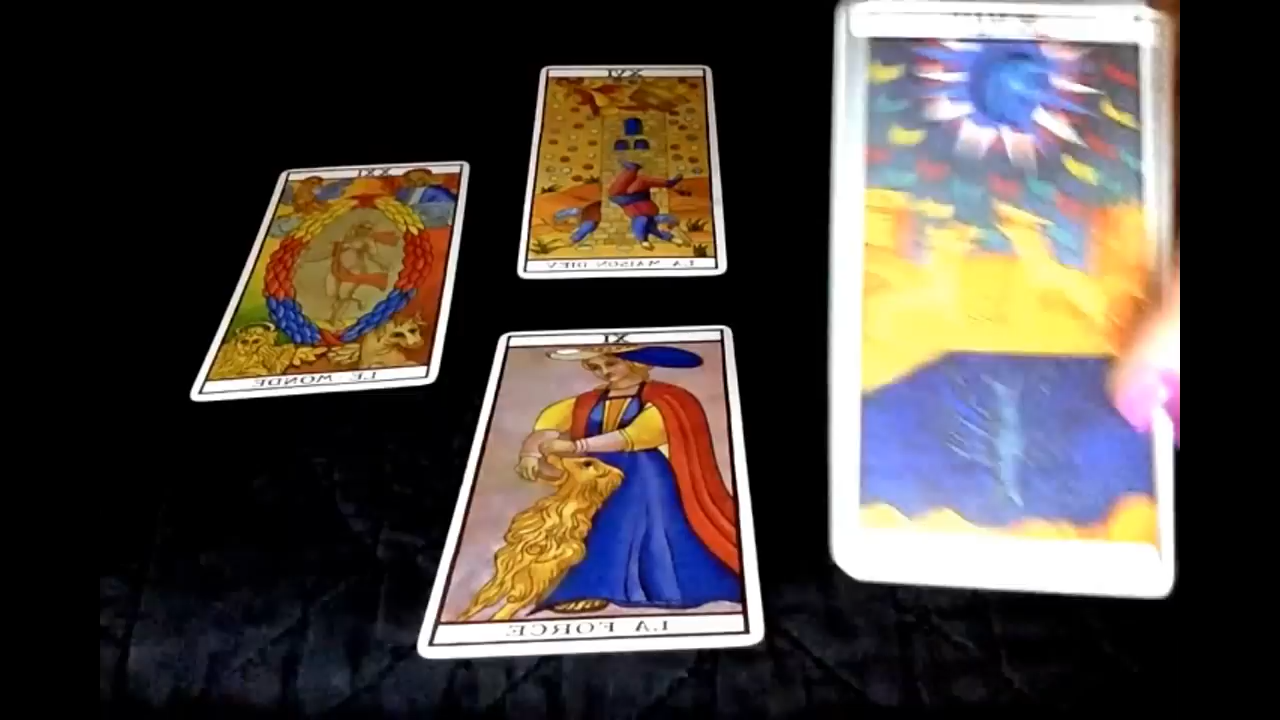 XVI
LA MAISON DIEV
XXI
LE MONDE
XI
LA FORCE